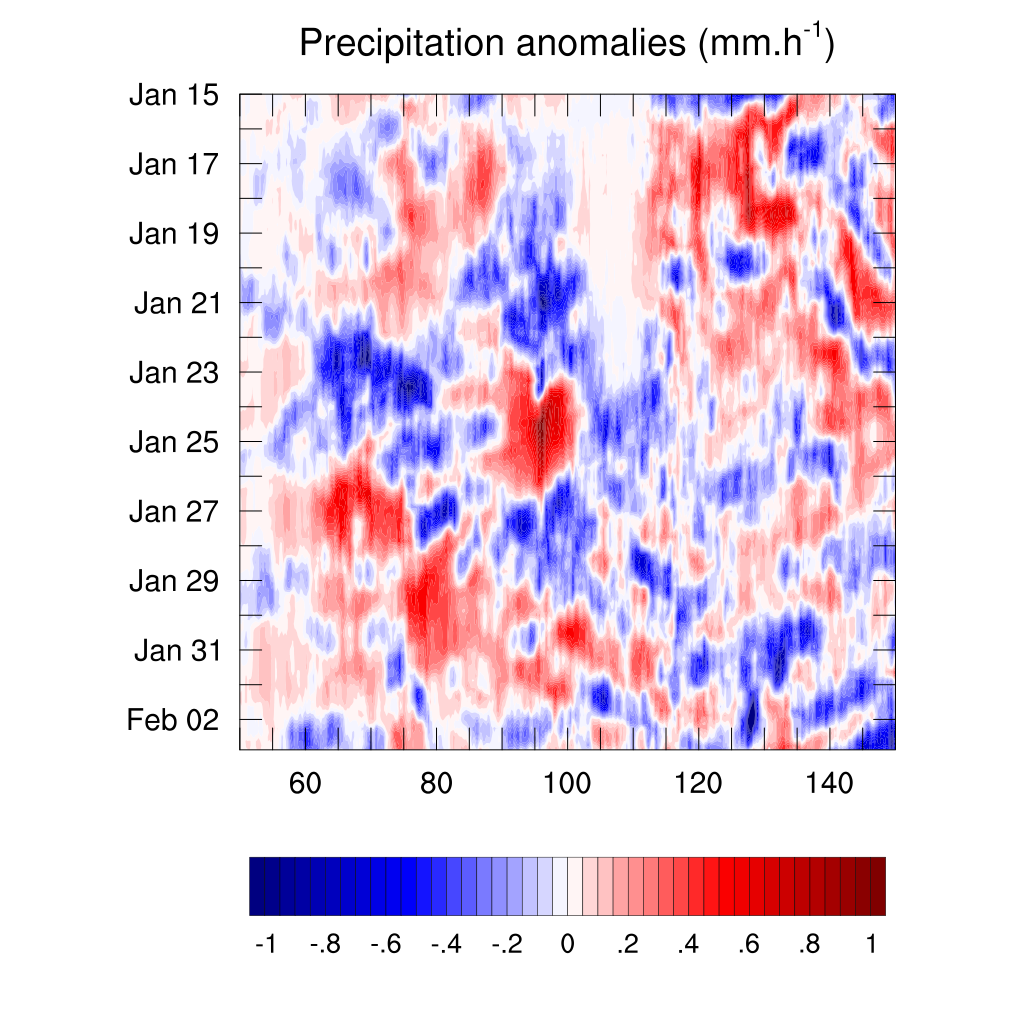 Precipitation anomalies (mm.h-1)
Jan 15
Jan 17
Jan 19
Jan 21
Jan 23
Jan 25
Jan 27
Jan 29
Jan 31
Feb 02
60 80 100 120 140
-1 -.8 -.6 -.4 -.2 0 .2 .4 .6 .8 1